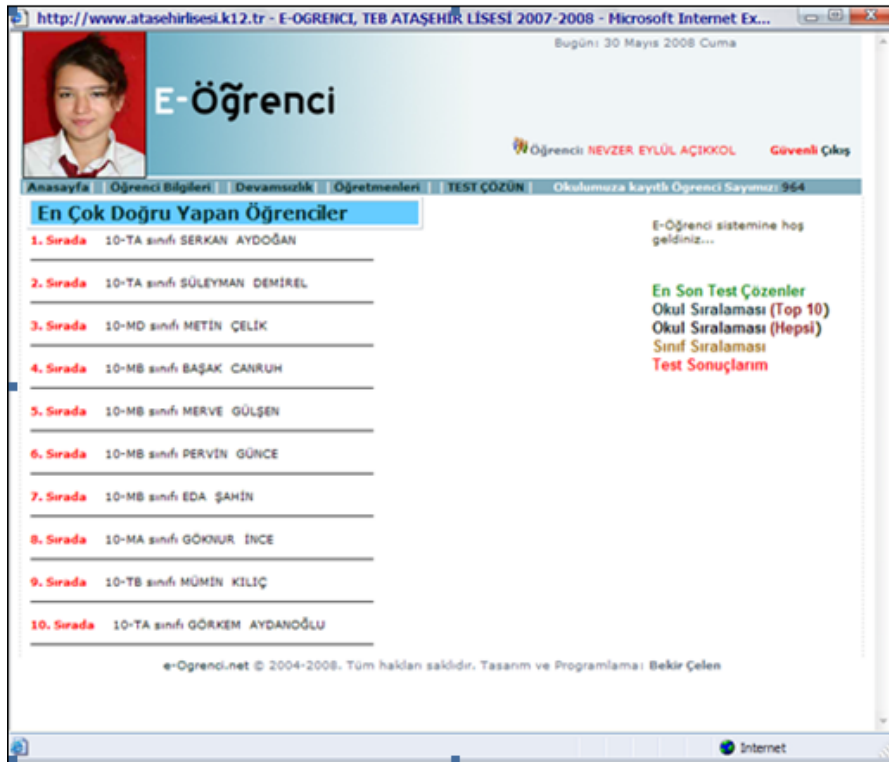 http://www.atasehirlisesi.k12.tr - E-OGRENCI, TEB ATAŞEHİR LİSESİ 2007-2008 - Microsoft Internet Ex...
Bugün: 30 Mayıs 2008 Cuma
E-Öğrenci
Öğrenci: NEVZER EYLÜL AÇIKKOL Güvenli Çıkış
Anasayfa | | Öğrenci Bilgileri | | Devamsızlık | | Öğretmenleri | | TEST ÇÖZÜN | Okulumuza kayıtlı Ögrenci Sayımız: 964
En Çok Doğru Yapan Öğrenciler
E-Öğrenci sistemine hoş
geldiniz...
1. Sırada 10-TA sınıfı SERKAN AYDOĞAN
2. Sırada 10-TA sınıfı SÜLEYMAN DEMİREL
3. Sırada 10-MD sınıfı METİN ÇELİK
4. Sırada 10-MB sınıfı BAŞAK CANRUH
5. Sırada 10-MB sınıfı MERVE GÜLŞEN
6. Sırada 10-MB sınıfı PERVİN GÜNCE
7. Sırada 10-MB sınıfı EDA ŞAHİN
8. Sırada 10-MA sınıfı GÖKNUR İNCE
9. Sırada 10-TB sınıfı MÜMİN KILIÇ
10. Sırada 10-TA sınıfı GÖRKEM AYDANOĞLU
En Son Test Çözenler
Okul Sıralaması (Top 10)
Okul Sıralaması (Hepsi)
Sınıf Sıralaması
Test Sonuçlarım
e-Ogrenci.net © 2004-2008. Tüm hakları saklıdır. Tasarım ve Programlama: Bekir Çelen
Internet